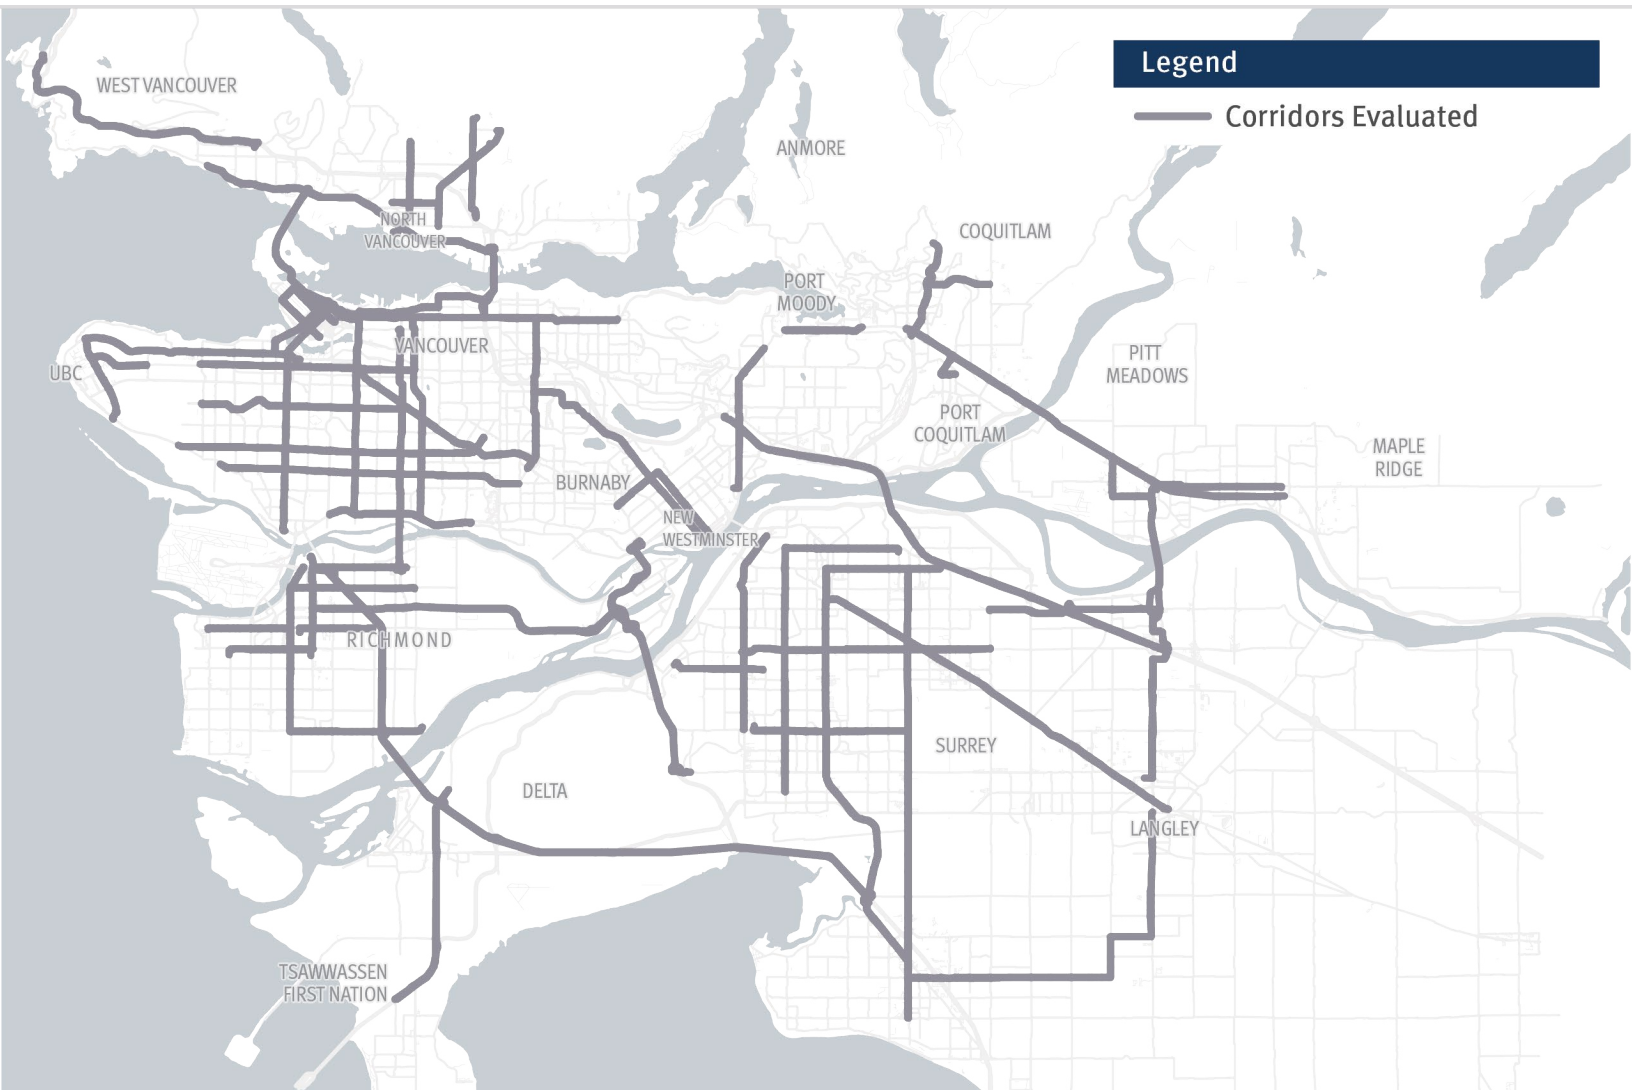 Legend
Corridors Evaluated
WEST VANCOUVER
ANMORE
NORTH
VANCOUVER
COQUITLAM
PORT
MOODY
VANCOUVER
UBC
PITT
MEADOWS
PORT
COQUITLAM
MAPLE
RIDGE
BURNABY
NEW
WESTMINSTER
RICHMOND
SURREY
DELTA
LANGLEY
TSAWWASSEN
FIRST NATION